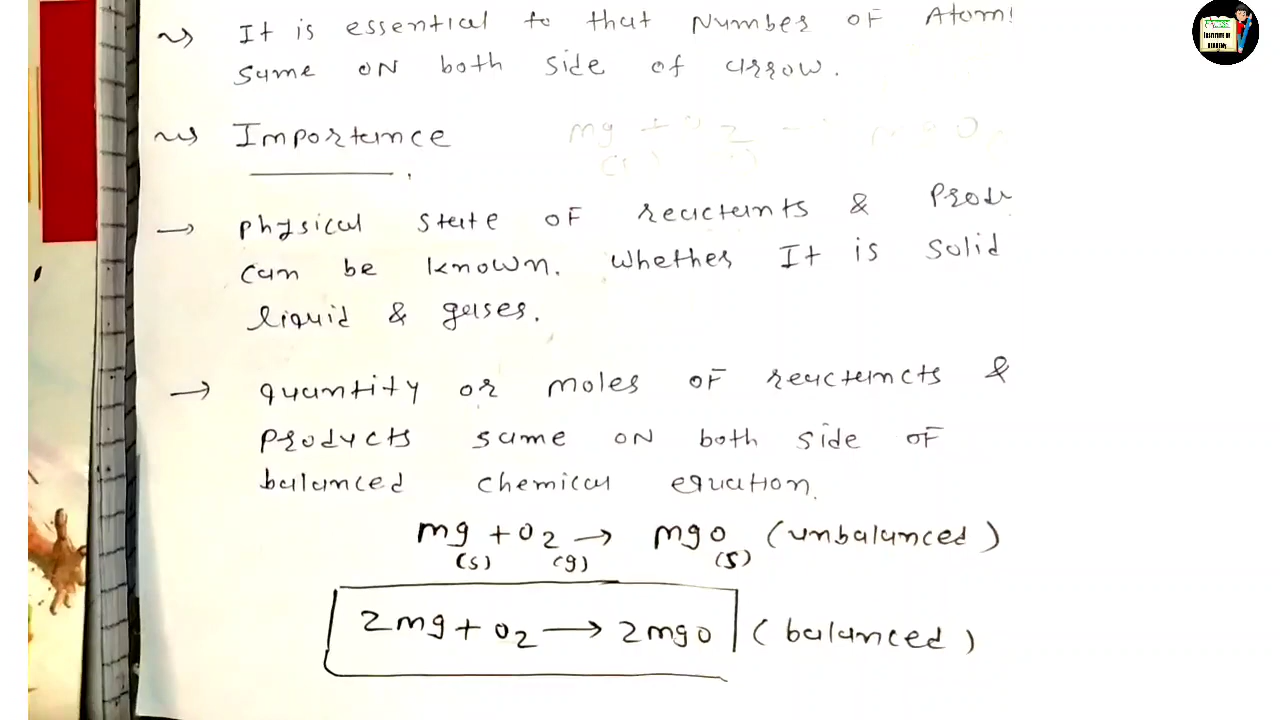 It is essential to that Number OF Atom!
same ON both side of arrow.
Importance
physical state OF reactants & Produ
can be known. Whether It is solid
liquid & gases.
quantity or moles OF reactancts &
products same ON both side OF
balanced chemical equation.
mg + O2 → mgo (unbalanced)
(s) (g) (s)
2mg + O2 → 2mgo (balanced)